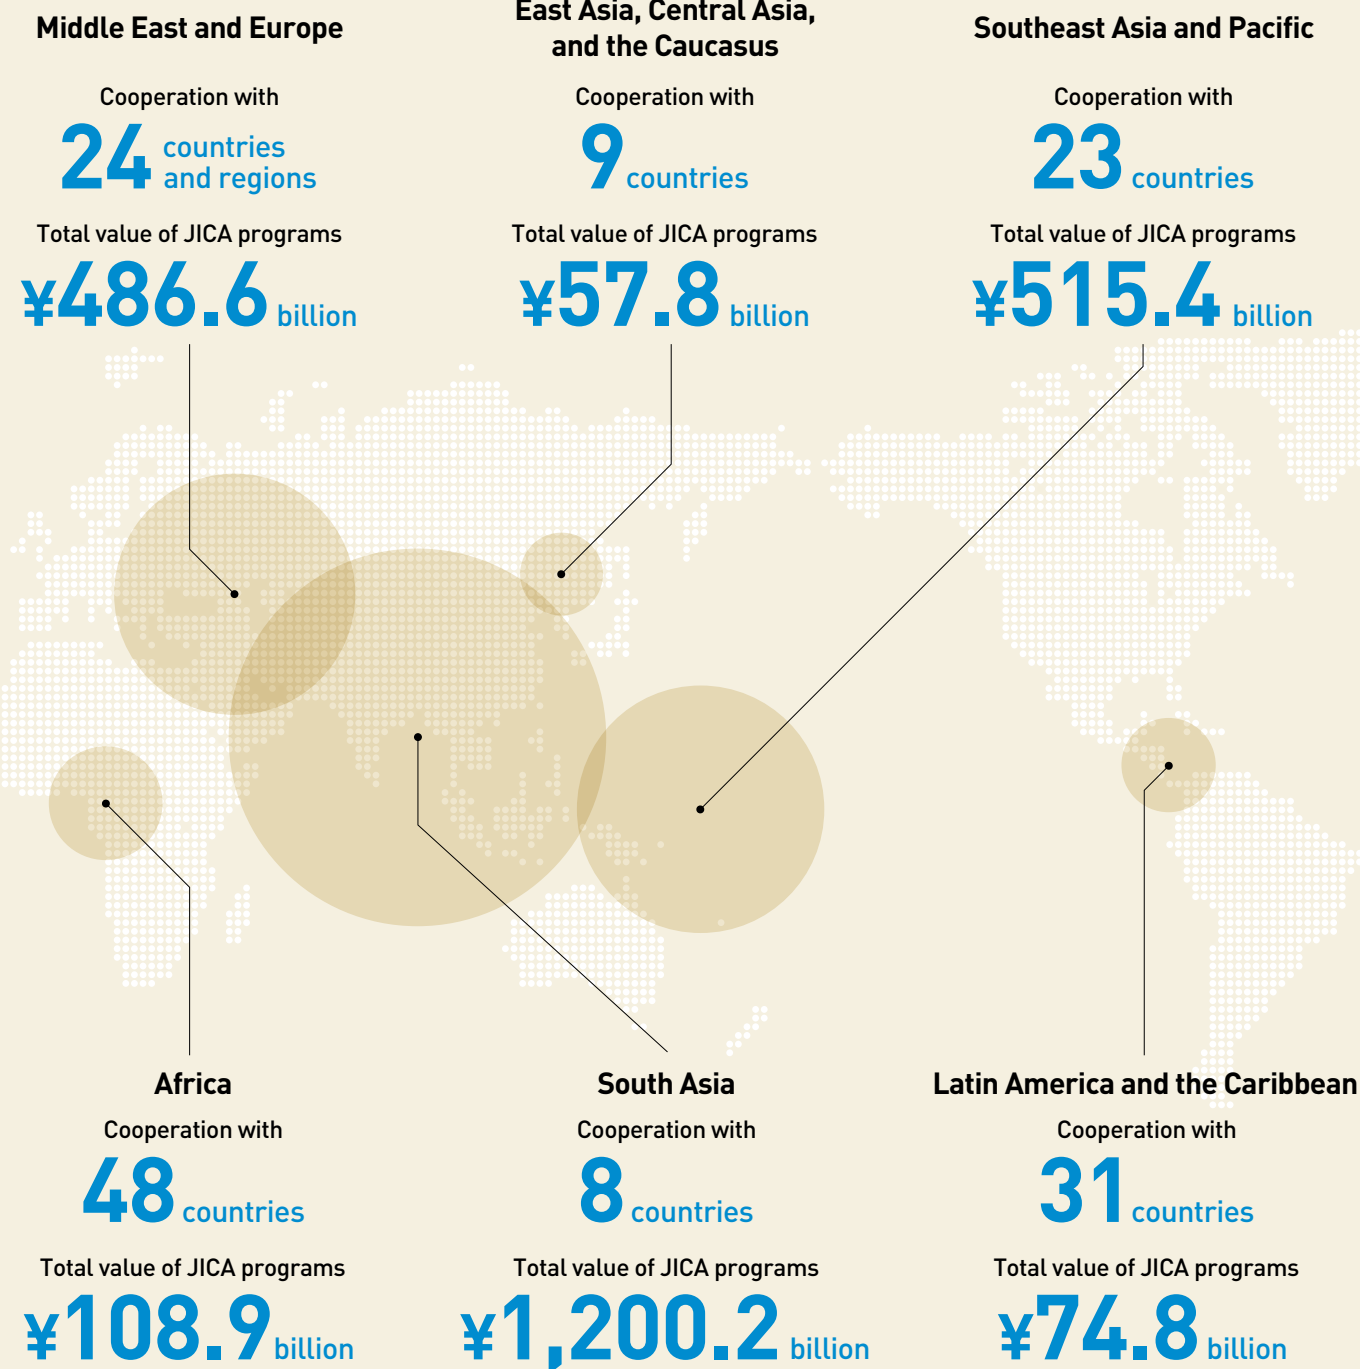 Middle East and Europe
Cooperation with
24 countries
and regions
Total value of JICA programs
¥486.6 billion
East Asia, Central Asia,
and the Caucasus
Cooperation with
9 countries
Total value of JICA programs
¥57.8 billion
Southeast Asia and Pacific
Cooperation with
23 countries
Total value of JICA programs
¥515.4 billion
Africa
Cooperation with
48 countries
Total value of JICA programs
¥108.9 billion
South Asia
Cooperation with
8 countries
Total value of JICA programs
¥1,200.2 billion
Latin America and the Caribbean
Cooperation with
31 countries
Total value of JICA programs
¥74.8 billion